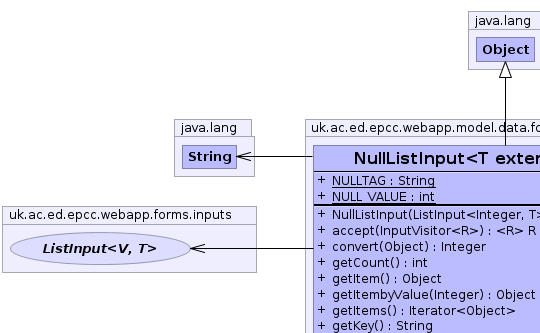 java.lang
Object
java.lang
String
uk.ac.ed.epcc.webapp.model.data.fo
NullListInput<T exter
+ NULLTAG : String
+ NULL_VALUE : int
uk.ac.ed.epcc.webapp.forms.inputs
ListInput<V, T>
+ NullListInput(ListInput<Integer, T>
+ accept(InputVisitor<R>) : <R> R
+ convert(Object) : Integer
+ getCount() : int
+ getItem() : Object
+ getItembyValue(Integer) : Object
+ getItems() : Iterator<Object>
+ getKey() : String